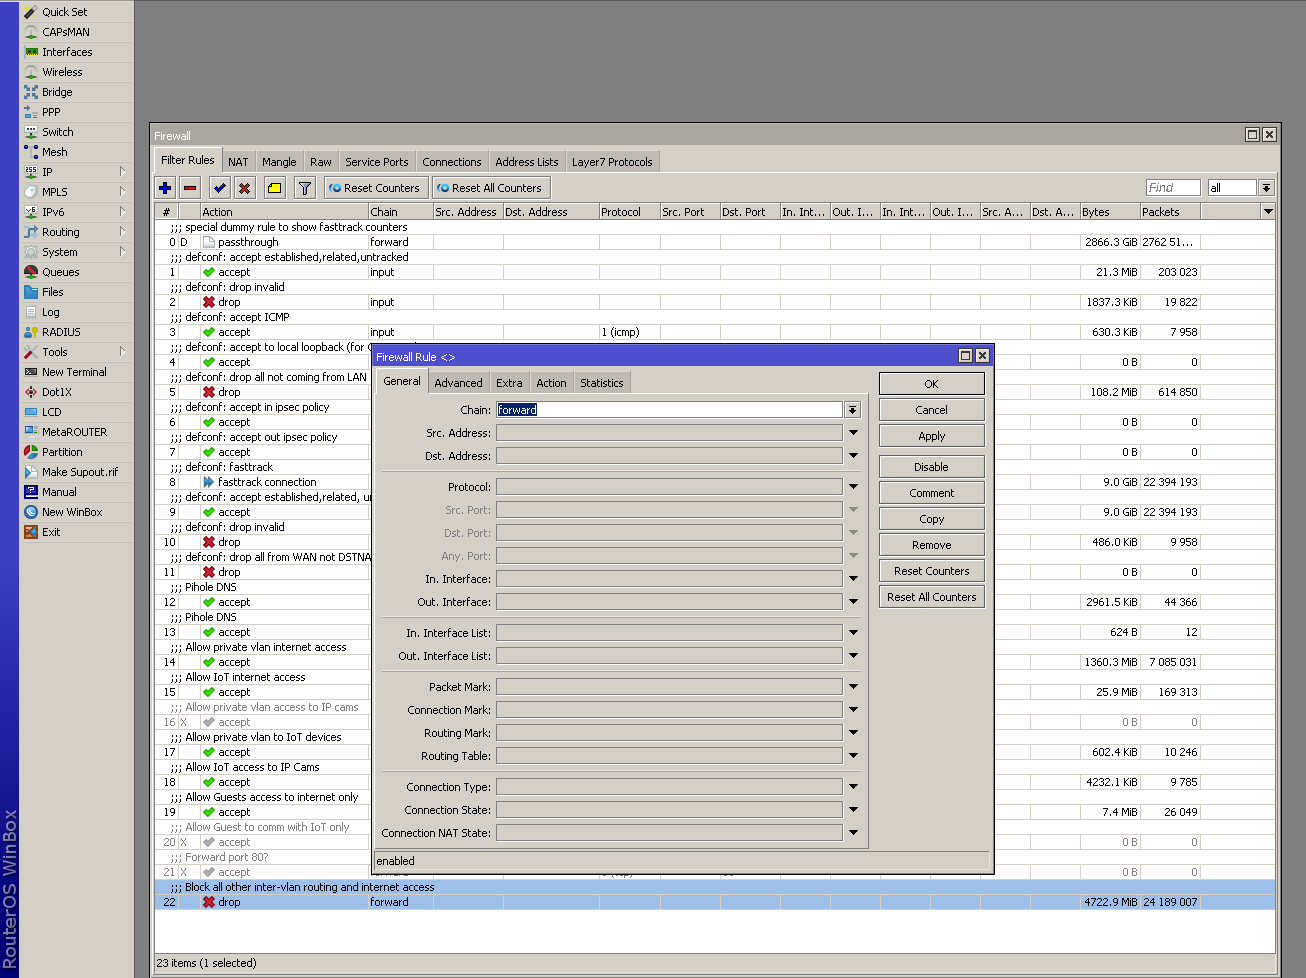 Quick Set
CAPsMAN
Interfaces
Wireless
Bridge
PPP
Switch
Mesh
IP
MPLS
IPv6
Routing
System
Queues
Files
Log
RADIUS
Tools
New Terminal
Dot1X
LCD
MetaROUTER
Partition
Make Supout.rif
Manual
New WinBox
Exit
RouterOS WinBox
Firewall
Filter Rules NAT Mangle Raw Service Ports Connections Address Lists Layer7 Protocols
Reset Counters Reset All Counters Find all
# Action Chain Src. Address Dst. Address Protocol Src. Port Dst. Port In. Int... Out. I... In. Int... Out. I... Src. A... Dst. A... Bytes Packets
;;; special dummy rule to show fasttrack counters
0 D passthrough forward 2866.3 GiB 2762 51...
;;; defconf: accept established,related,untracked
1 accept input 21.3 MiB 203 023
;;; defconf: drop invalid
2 drop input 1837.3 KiB 19 822
;;; defconf: accept ICMP
3 accept input 1 (icmp) 630.3 KiB 7 958
;;; defconf: accept to local loopback (for
4 accept 0 B 0
;;; defconf: drop all not coming from LAN
5 drop 108.2 MiB 614 850
;;; defconf: accept in ipsec policy
6 accept 0 B 0
;;; defconf: accept out ipsec policy
7 accept 0 B 0
;;; defconf: fasttrack
8 fasttrack connection 9.0 GiB 22 394 193
;;; defconf: accept established,related, u
9 accept 9.0 GiB 22 394 193
;;; defconf: drop invalid
10 drop 486.0 KiB 9 958
;;; defconf: drop all from WAN not DSTNA
11 drop 0 B 0
;;; Pihole DNS
12 accept 2961.5 KiB 44 366
;;; Pihole DNS
13 accept 624 B 12
;;; Allow private vlan internet access
14 accept 1360.3 MiB 7 085 031
;;; Allow IoT internet access
15 accept 25.9 MiB 169 313
;;; Allow private vlan access to IP cams
16 X accept 0 B 0
;;; Allow private vlan to IoT devices
17 accept 602.4 KiB 10 246
;;; Allow IoT access to IP Cams
18 accept 4232.1 KiB 9 785
;;; Allow Guests access to internet only
19 accept 7.4 MiB 26 049
;;; Allow Guest to comm with IoT only
20 X accept 0 B 0
;;; Forward port 80?
21 X accept 0 B 0
;;; Block all other inter-vlan routing and internet access
22 drop forward 4722.9 MiB 24 189 007
23 items (1 selected)
Firewall Rule <>
General Advanced Extra Action Statistics
Chain: forward
Src. Address:
Dst. Address:
Protocol:
Src. Port:
Dst. Port:
Any. Port:
In. Interface:
Out. Interface:
In. Interface List:
Out. Interface List:
Packet Mark:
Connection Mark:
Routing Mark:
Routing Table:
Connection Type:
Connection State:
Connection NAT State:
enabled
OK
Cancel
Apply
Disable
Comment
Copy
Remove
Reset Counters
Reset All Counters